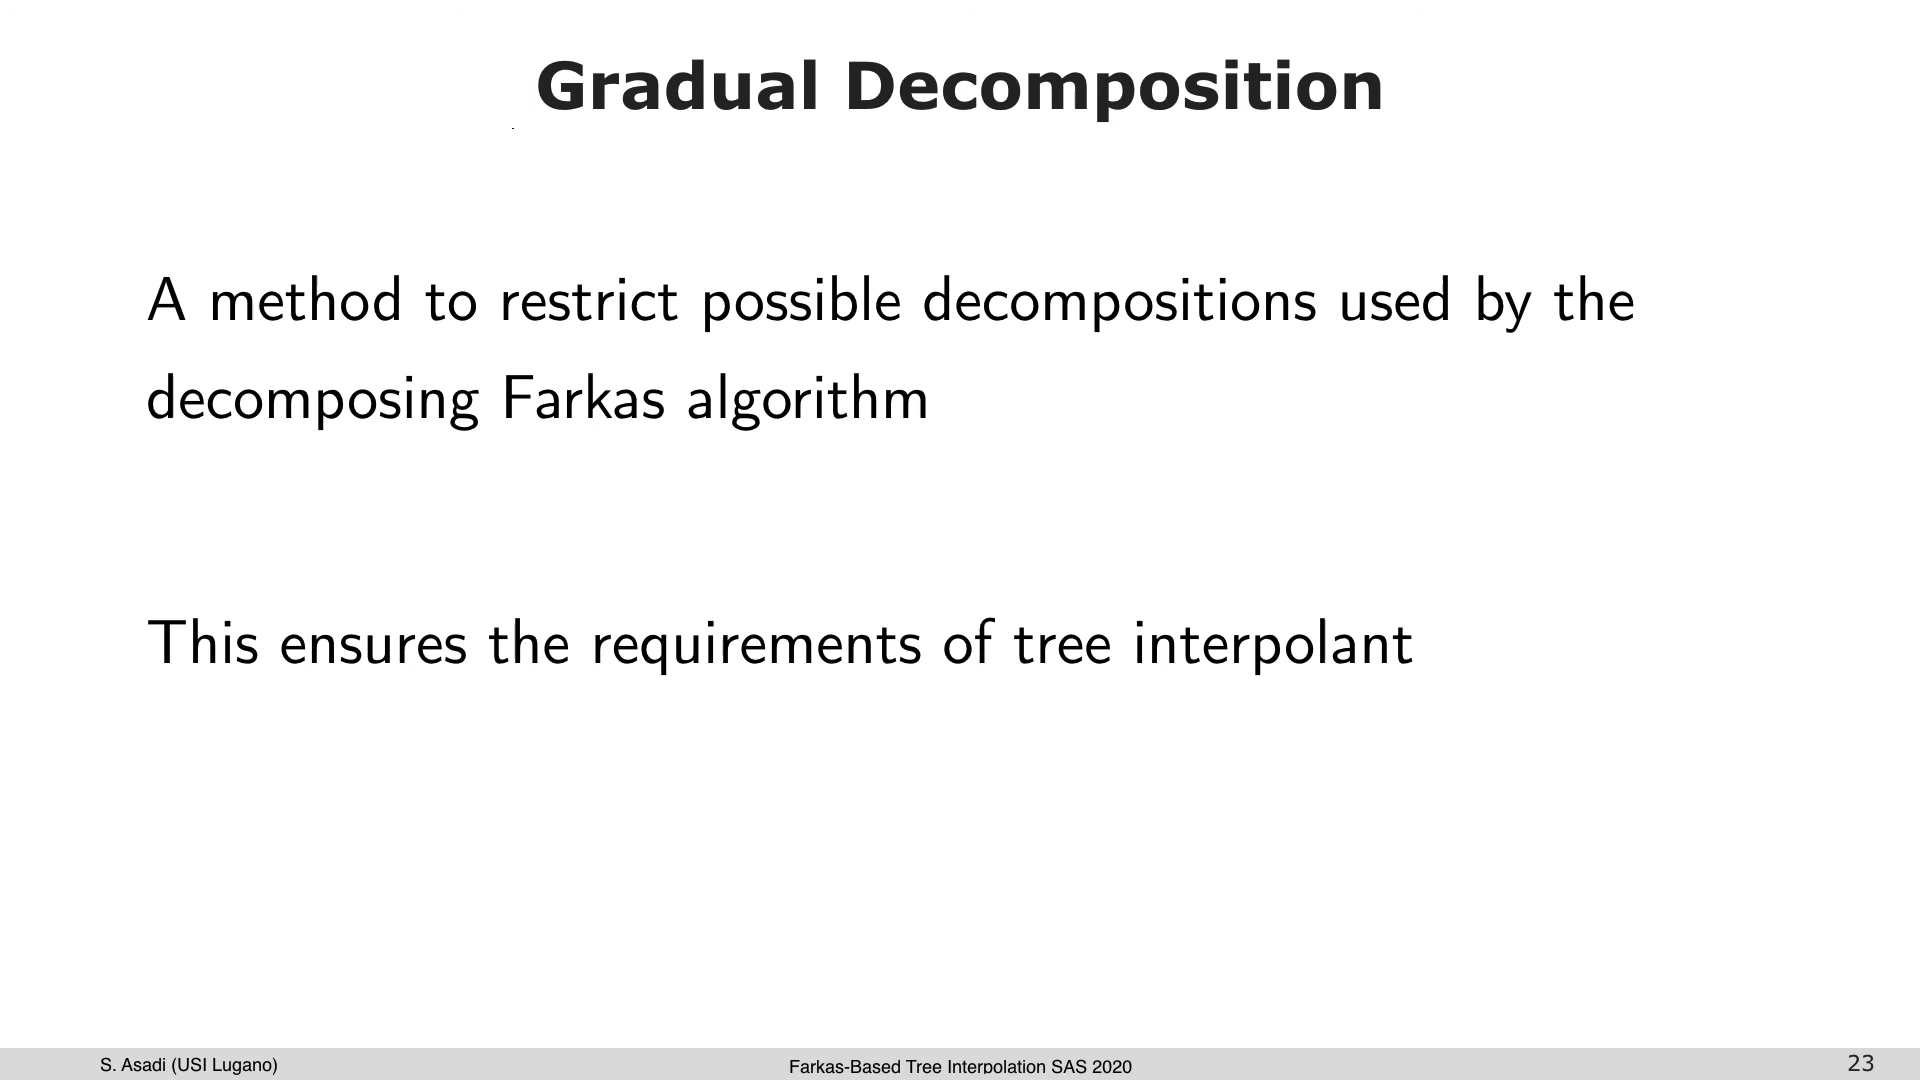 Gradual Decomposition
A method to restrict possible decompositions used by the
decomposing Farkas algorithm
This ensures the requirements of tree interpolant
S. Asadi (USI Lugano)
Farkas-Based Tree Interpolation SAS 2020
23